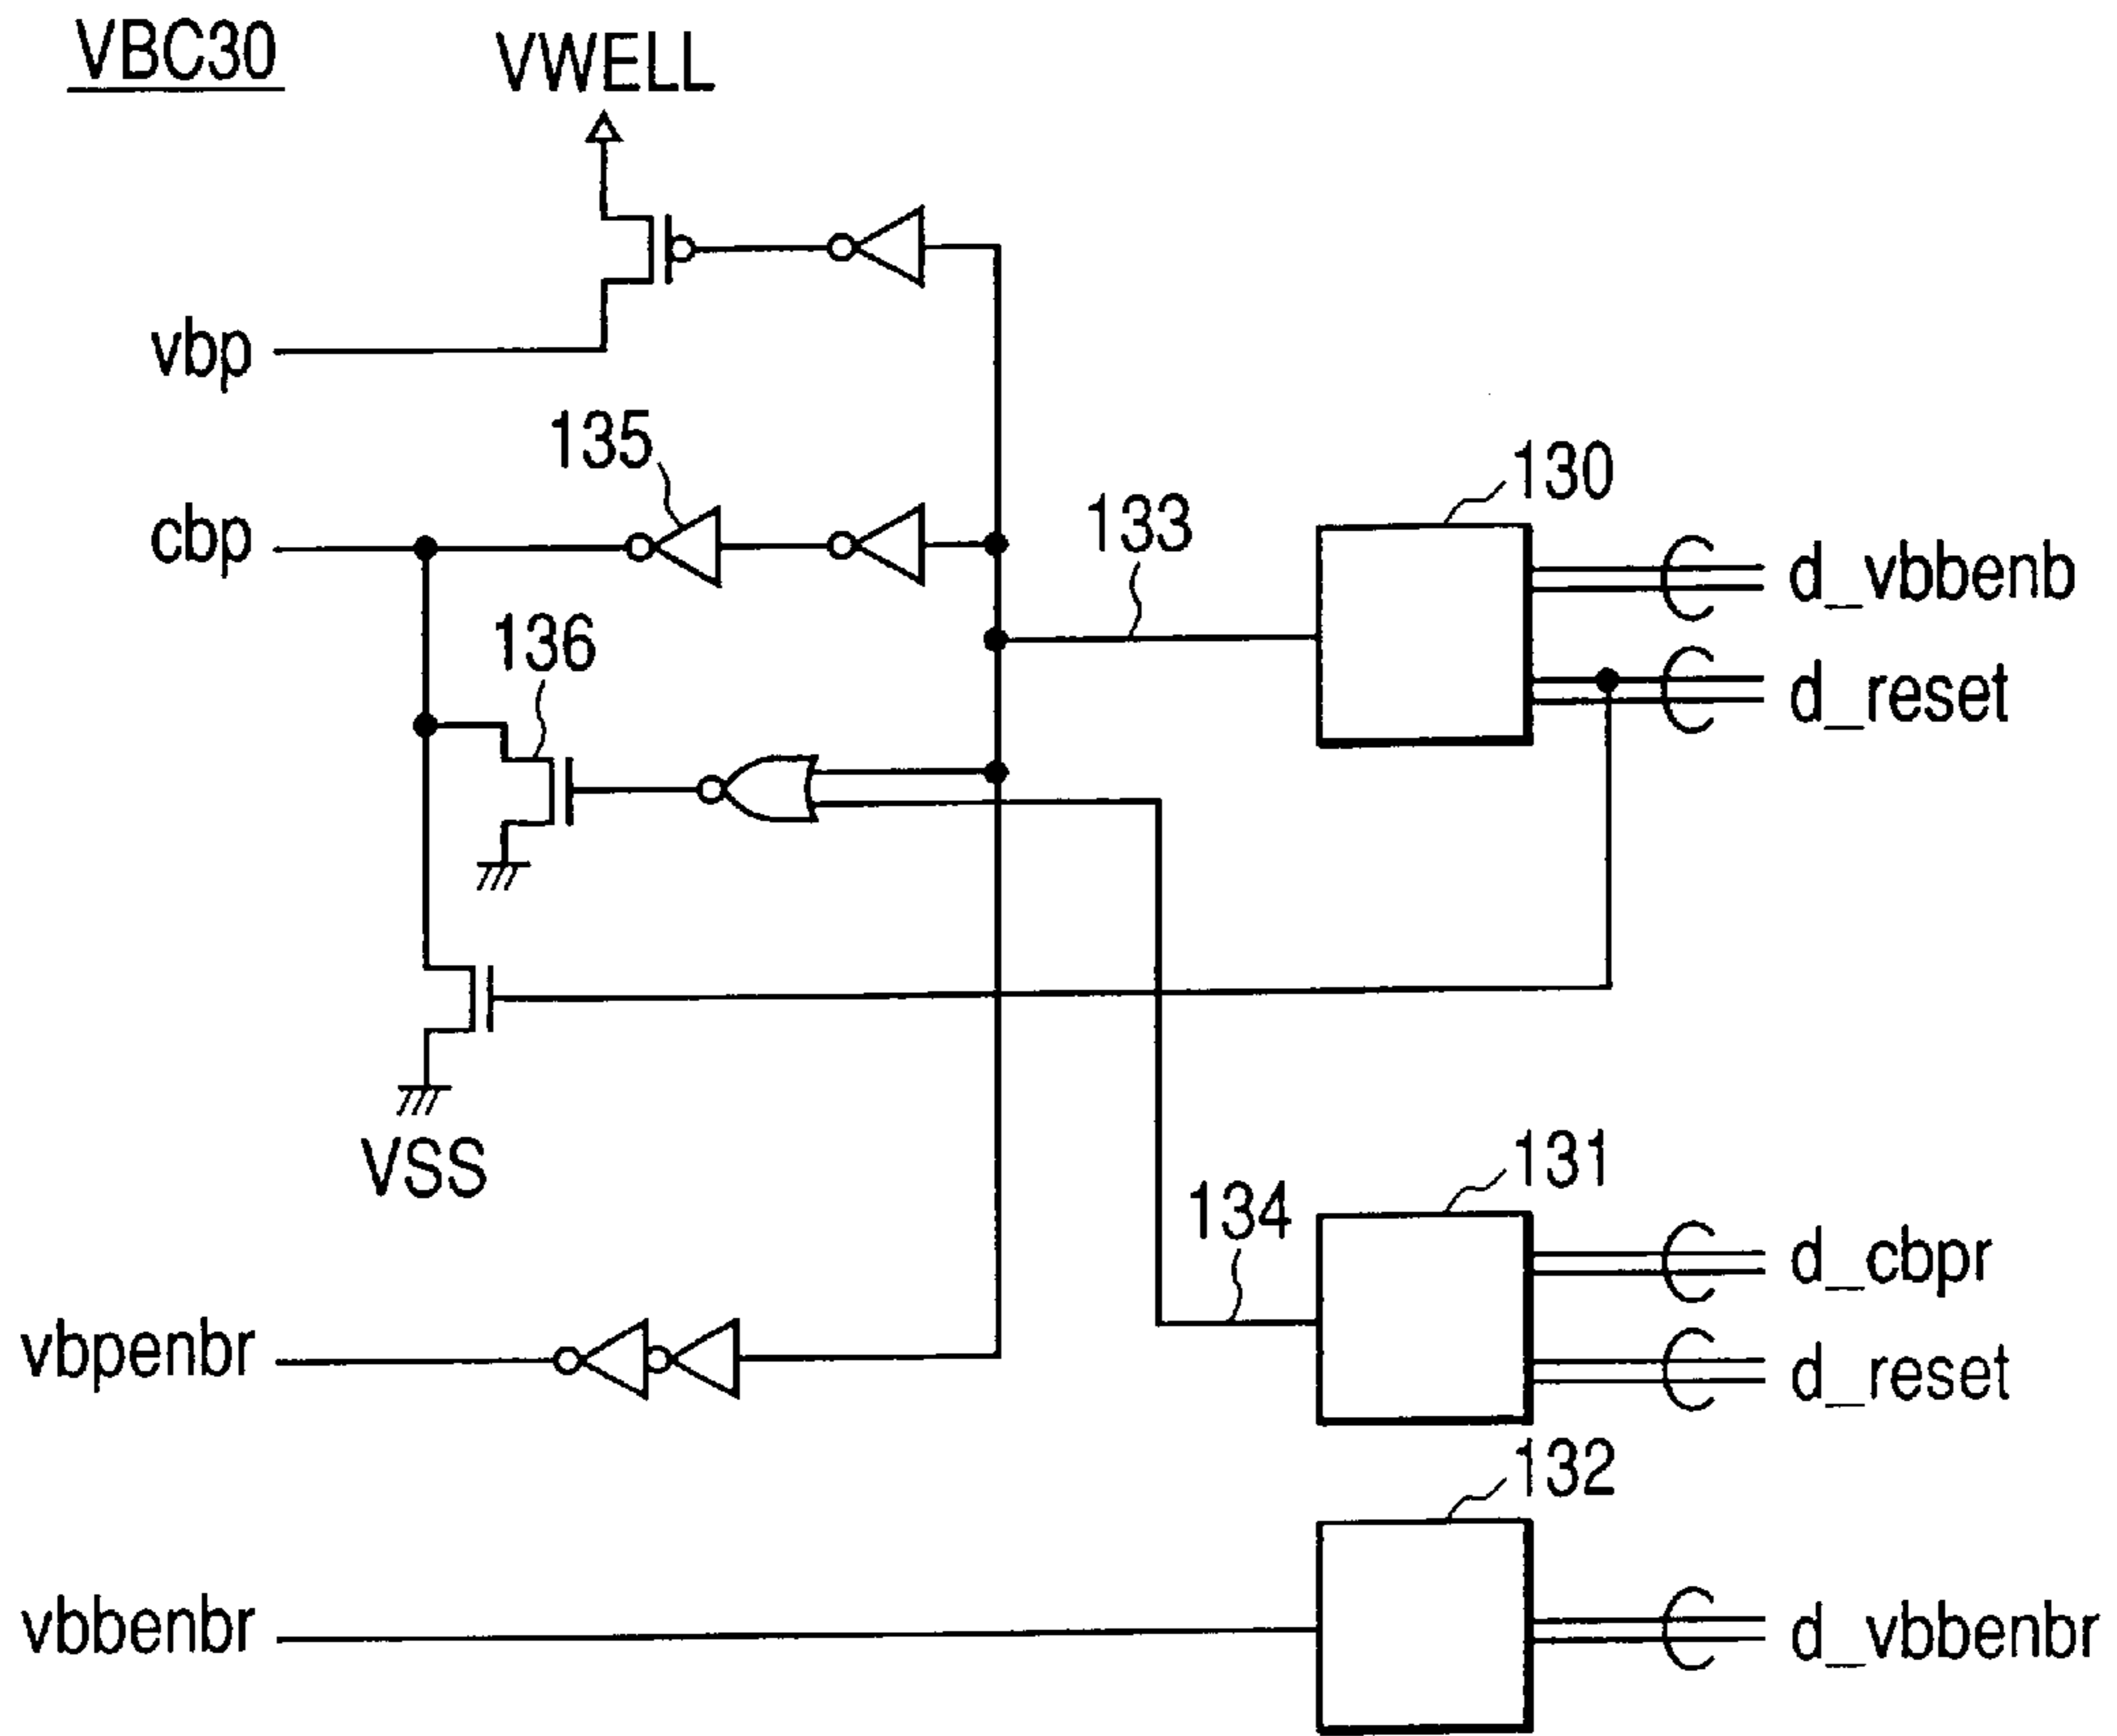 VBC30
VWELL
vbp
135
cbp
133
130
d_vbbenb
136
d_reset
VSS
131
134
d_cbpr
vbpenbr
d_reset
132
vbbenbr
d_vbbenbr